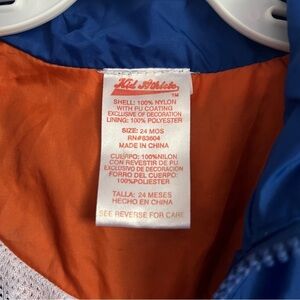 Kid Athlete
TM
SHELL: 100% NYLON
WITH PU COATING
EXCLUSIVE OF DECORATION
LINING: 100% POLYESTER
SIZE: 24 MOS
RN#83604
MADE IN CHINA
CUERPO: 100%NILON
CON REVESTIR DE PU
EXCLUSIVO DE DECORACION
FORRO DEL CUERPO:
100%POLIESTER
TALLA: 24 MESES
HECHO EN CHINA
SEE REVERSE FOR CARE